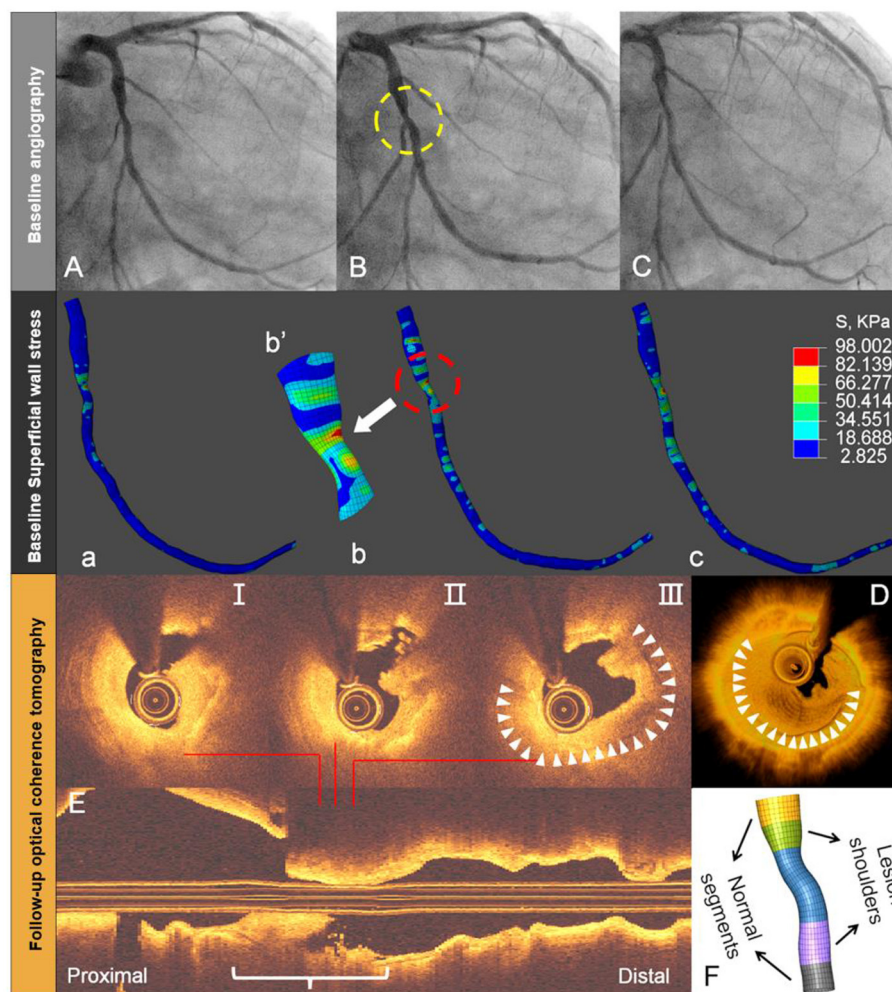 Baseline angiography
A
B
C
Baseline Superficial wall stress
a
b'
b
c
S, KPa
98.002
82.139
66.277
50.414
34.551
18.688
2.825
Follow-up optical coherence tomography
I
II
III
D
E
Proximal
Distal
Normal
segments
shoulders
F